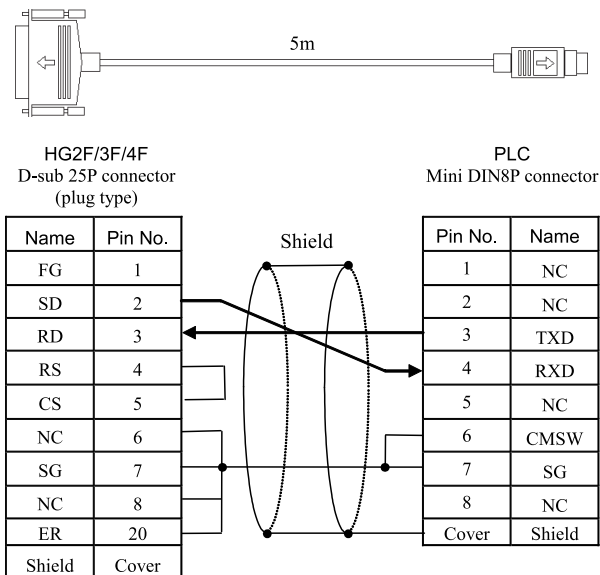 5m
HG2F/3F/4F
D-sub 25P connector
(plug type)
PLC
Mini DIN8P connector
Name Pin No.
FG 1
SD 2
RD 3
RS 4
CS 5
NC 6
SG 7
NC 8
ER 20
Shield Cover
Shield
Pin No. Name
1 NC
2 NC
3 TXD
4 RXD
5 NC
6 CMSW
7 SG
8 NC
Cover Shield